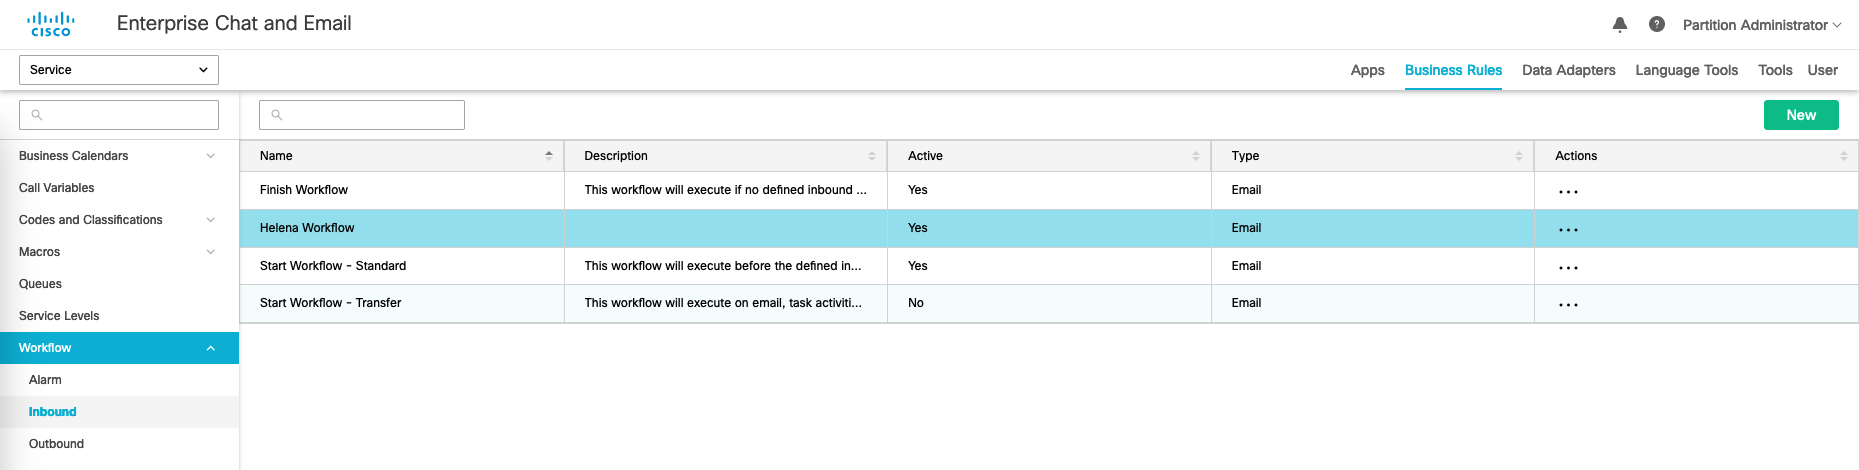 CISCO
Enterprise Chat and Email
? Partition Administrator
Service
Apps Business Rules Data Adapters Language Tools Tools User
New
Business Calendars
Call Variables
Codes and Classifications
Macros
Queues
Service Levels
Workflow
Alarm
Inbound
Outbound
Name Description Active Type Actions
Finish Workflow This workflow will execute if no defined inbound ... Yes Email ...
Helena Workflow Yes Email ...
Start Workflow - Standard This workflow will execute before the defined in... Yes Email ...
Start Workflow - Transfer This workflow will execute on email, task activiti... No Email ...